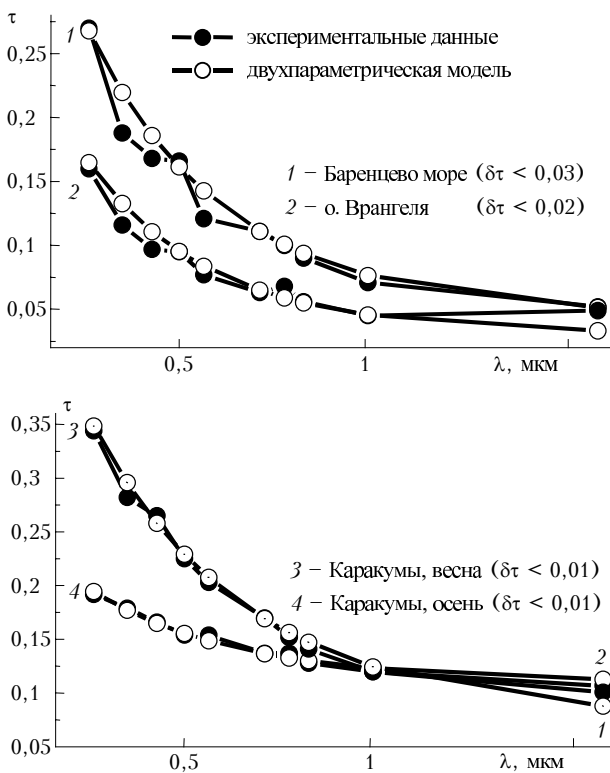 τ
0,25
0,2
0,15
0,1
0,05
1
2
экспериментальные данные
двухпараметрическая модель
1 – Баренцево море (δτ < 0,03)
2 – о. Врангеля (δτ < 0,02)
0,5 1 λ, мкм
τ
0,35
0,3
0,25
0,2
0,15
0,1
0,05
3
4
3 – Каракумы, весна (δτ < 0,01)
4 – Каракумы, осень (δτ < 0,01)
2
1
0,5 1 λ, мкм